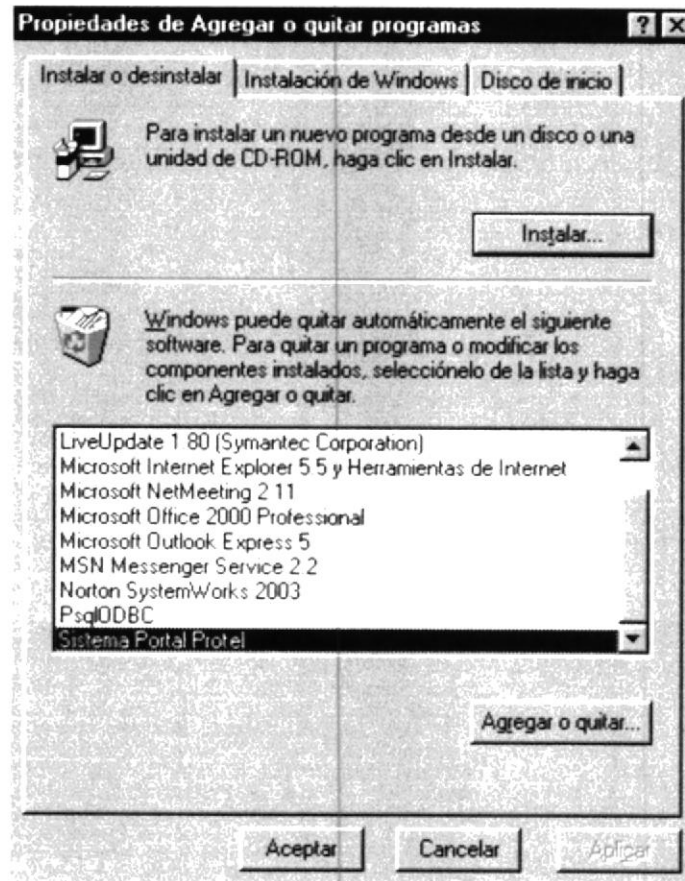 Propiedades de Agregar o quitar programas
Instalar o desinstalar
Instalación de Windows
Disco de inicio
Para instalar un nuevo programa desde un disco o una
unidad de CD-ROM, haga clic en Instalar.
Instalar...
Windows puede quitar automáticamente el siguiente
software. Para quitar un programa o modificar los
componentes instalados, selecciónelo de la lista y haga
clic en Agregar o quitar.
LiveUpdate 1 80 (Symantec Corporation)
Microsoft Internet Explorer 5 5 y Herramientas de Internet
Microsoft NetMeeting 2 11
Microsoft Office 2000 Professional
Microsoft Outlook Express 5
MSN Messenger Service 2 2
Norton SystemWorks 2003
PsqlODBC
Sistema Portal Protel
Agregar o quitar...
Aceptar
Cancelar
Aplicar